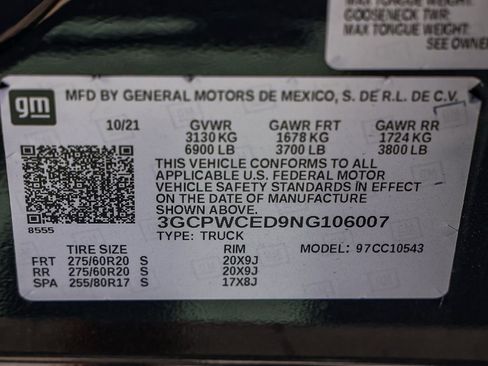 MAX TONGUE WEIGHT:
GOOSENECK TWR:
MAX TONGUE WEIGHT:
SEE OWNER
gm
MFD BY GENERAL MOTORS DE MEXICO, S. DE R.L. DE C.V.
10/21 GVWR GAWR FRT GAWR RR
3130 KG 1678 KG 1724 KG
6900 LB 3700 LB 3800 LB
THIS VEHICLE CONFORMS TO ALL
APPLICABLE U.S. FEDERAL MOTOR
VEHICLE SAFETY STANDARDS IN EFFECT
ON THE DATE OF MANUFACTURE
SHOWN ABOVE.
8555
3GCPWCED9NG106007
TYPE: TRUCK MODEL: 97CC10543
TIRE SIZE RIM
FRT 275/60R20 S 20X9J
RR 275/60R20 S 20X9J
SPA 255/80R17 S 17X8J